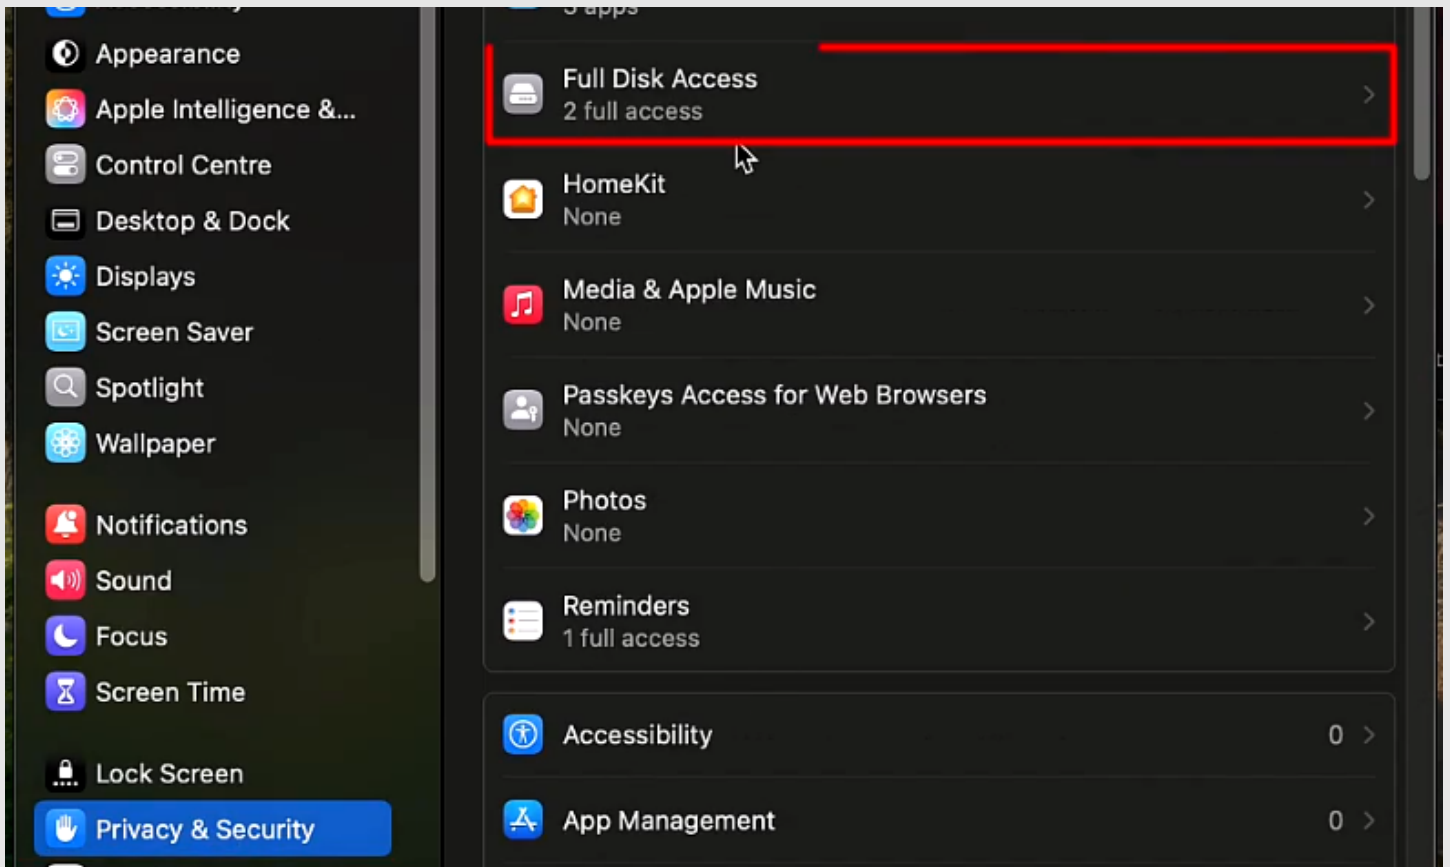 Appearance
Apple Intelligence &...
Control Centre
Desktop & Dock
Displays
Screen Saver
Spotlight
Wallpaper
Notifications
Sound
Focus
Screen Time
Lock Screen
Privacy & Security
Full Disk Access
2 full access
HomeKit
None
Media & Apple Music
None
Passkeys Access for Web Browsers
None
Photos
None
Reminders
1 full access
Accessibility 0
App Management 0